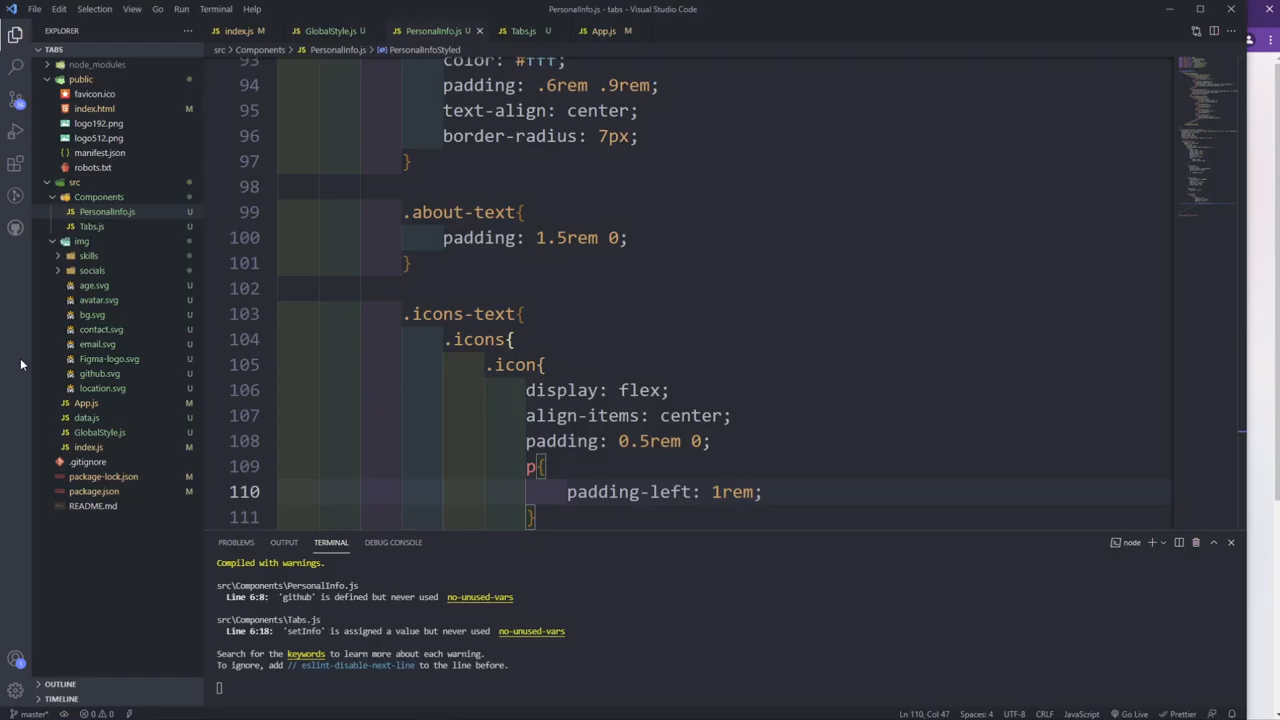 File Edit Selection View Go Run Terminal Help
PersonalInfo.js - tabs - Visual Studio Code
EXPLORER
index.js M
GlobalStyle.js U
PersonalInfo.js U
Tabs.js U
App.js M
src > Components > PersonalInfo.js > PersonalInfoStyled
TABS
node_modules
public
favicon.ico
index.html M
logo192.png
logo512.png
manifest.json
robots.txt
src
Components
PersonalInfo.js U
Tabs.js U
img
skills
socials
age.svg U
avatar.svg U
bg.svg U
contact.svg U
email.svg U
Figma-logo.svg U
github.svg U
location.svg U
App.js M
data.js U
GlobalStyle.js U
index.js M
.gitignore
package-lock.json M
package.json M
README.md
OUTLINE
TIMELINE
93 color: #fff;
94 padding: .6rem .9rem;
95 text-align: center;
96 border-radius: 7px;
97 }
98
99 .about-text{
100 padding: 1.5rem 0;
101 }
102
103 .icons-text{
104 .icons{
105 .icon{
106 display: flex;
107 align-items: center;
108 padding: 0.5rem 0;
109 p{
110 padding-left: 1rem;
111 }
PROBLEMS OUTPUT TERMINAL DEBUG CONSOLE
node
Compiled with warnings.
src\Components\PersonalInfo.js
Line 6:8: 'github' is defined but never used no-unused-vars
src\Components\Tabs.js
Line 6:18: 'setInfo' is assigned a value but never used no-unused-vars
Search for the keywords to learn more about each warning.
To ignore, add // eslint-disable-next-line to the line before.
master* 0 0
Ln 110, Col 47 Spaces: 4 UTF-8 CRLF JavaScript Go Live Prettier